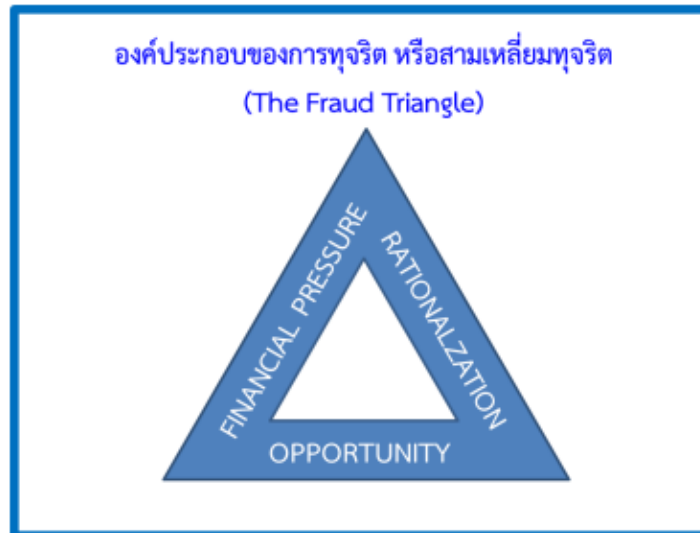 องค์ประกอบของการทุจริต หรือสามเหลี่ยมทุจริต
(The Fraud Triangle)
FINANCIAL PRESSURE
RATIONALZATION
OPPORTUNITY